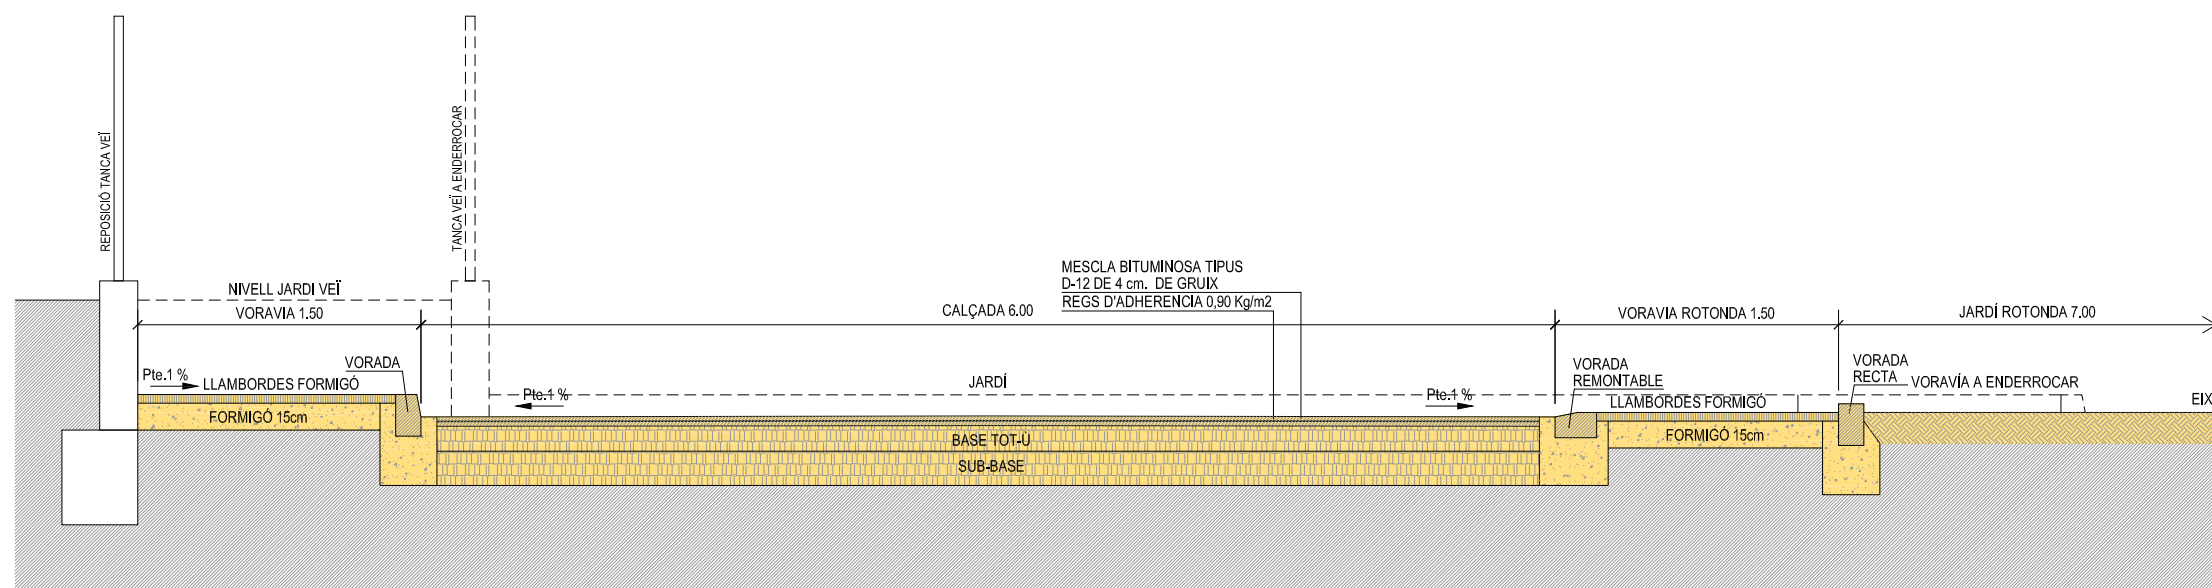 REPOSICIÓ TANCA VEÏ
TANCA VEÏ A ENDERROCAR
MESCLA BITUMINOSA TIPUS
D-12 DE 4 cm. DE GRUIX
REGS D'ADHERENCIA 0,90 Kg/m2
NIVELL JARDI VEÏ
VORAVIA 1.50
CALÇADA 6.00
VORAVIA ROTONDA 1.50
JARDÍ ROTONDA 7.00
VORADA
Pte.1 %
LLAMBORDES FORMIGÓ
FORMIGÓ 15cm
Pte.1 %
JARDÍ
Pte.1 %
VORADA
REMONTABLE
LLAMBORDES FORMIGÓ
VORADA
RECTA
VORAVÍA A ENDERROCAR
EIX
BASE TOT-Ù
SUB-BASE
FORMIGÓ 15cm